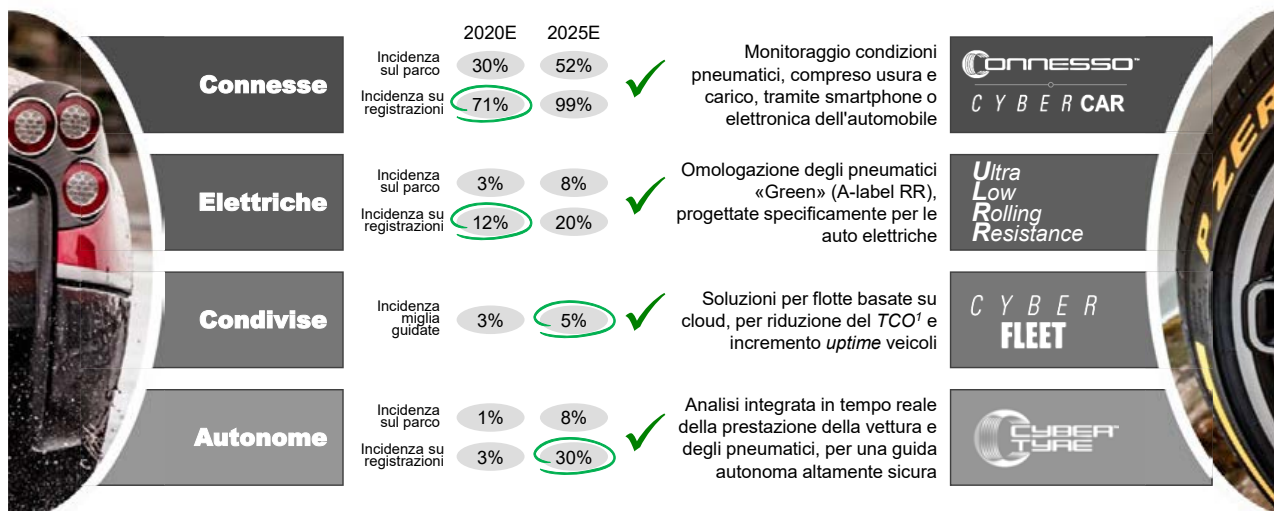 2020E 2025E
Connesse
Incidenza
sul parco
30% 52%
Incidenza su
registrazioni
71% 99%
Monitoraggio condizioni
pneumatici, compreso usura e
carico, tramite smartphone o
elettronica dell'automobile
CONNESSO™
CYBER CAR
Elettriche
Incidenza
sul parco
3% 8%
Incidenza su
registrazioni
12% 20%
Omologazione degli pneumatici
«Green» (A-label RR),
progettate specificamente per le
auto elettriche
Ultra
Low
Rolling
Resistance
Condivise
Incidenza
miglia
guidate
3% 5%
Soluzioni per flotte basate su
cloud, per riduzione del TCO¹ e
incremento uptime veicoli
CYBER
FLEET
Autonome
Incidenza
sul parco
1% 8%
Incidenza su
registrazioni
3% 30%
Analisi integrata in tempo reale
della prestazione della vettura e
degli pneumatici, per una guida
autonoma altamente sicura
CYBER™
TYRE
P ZER